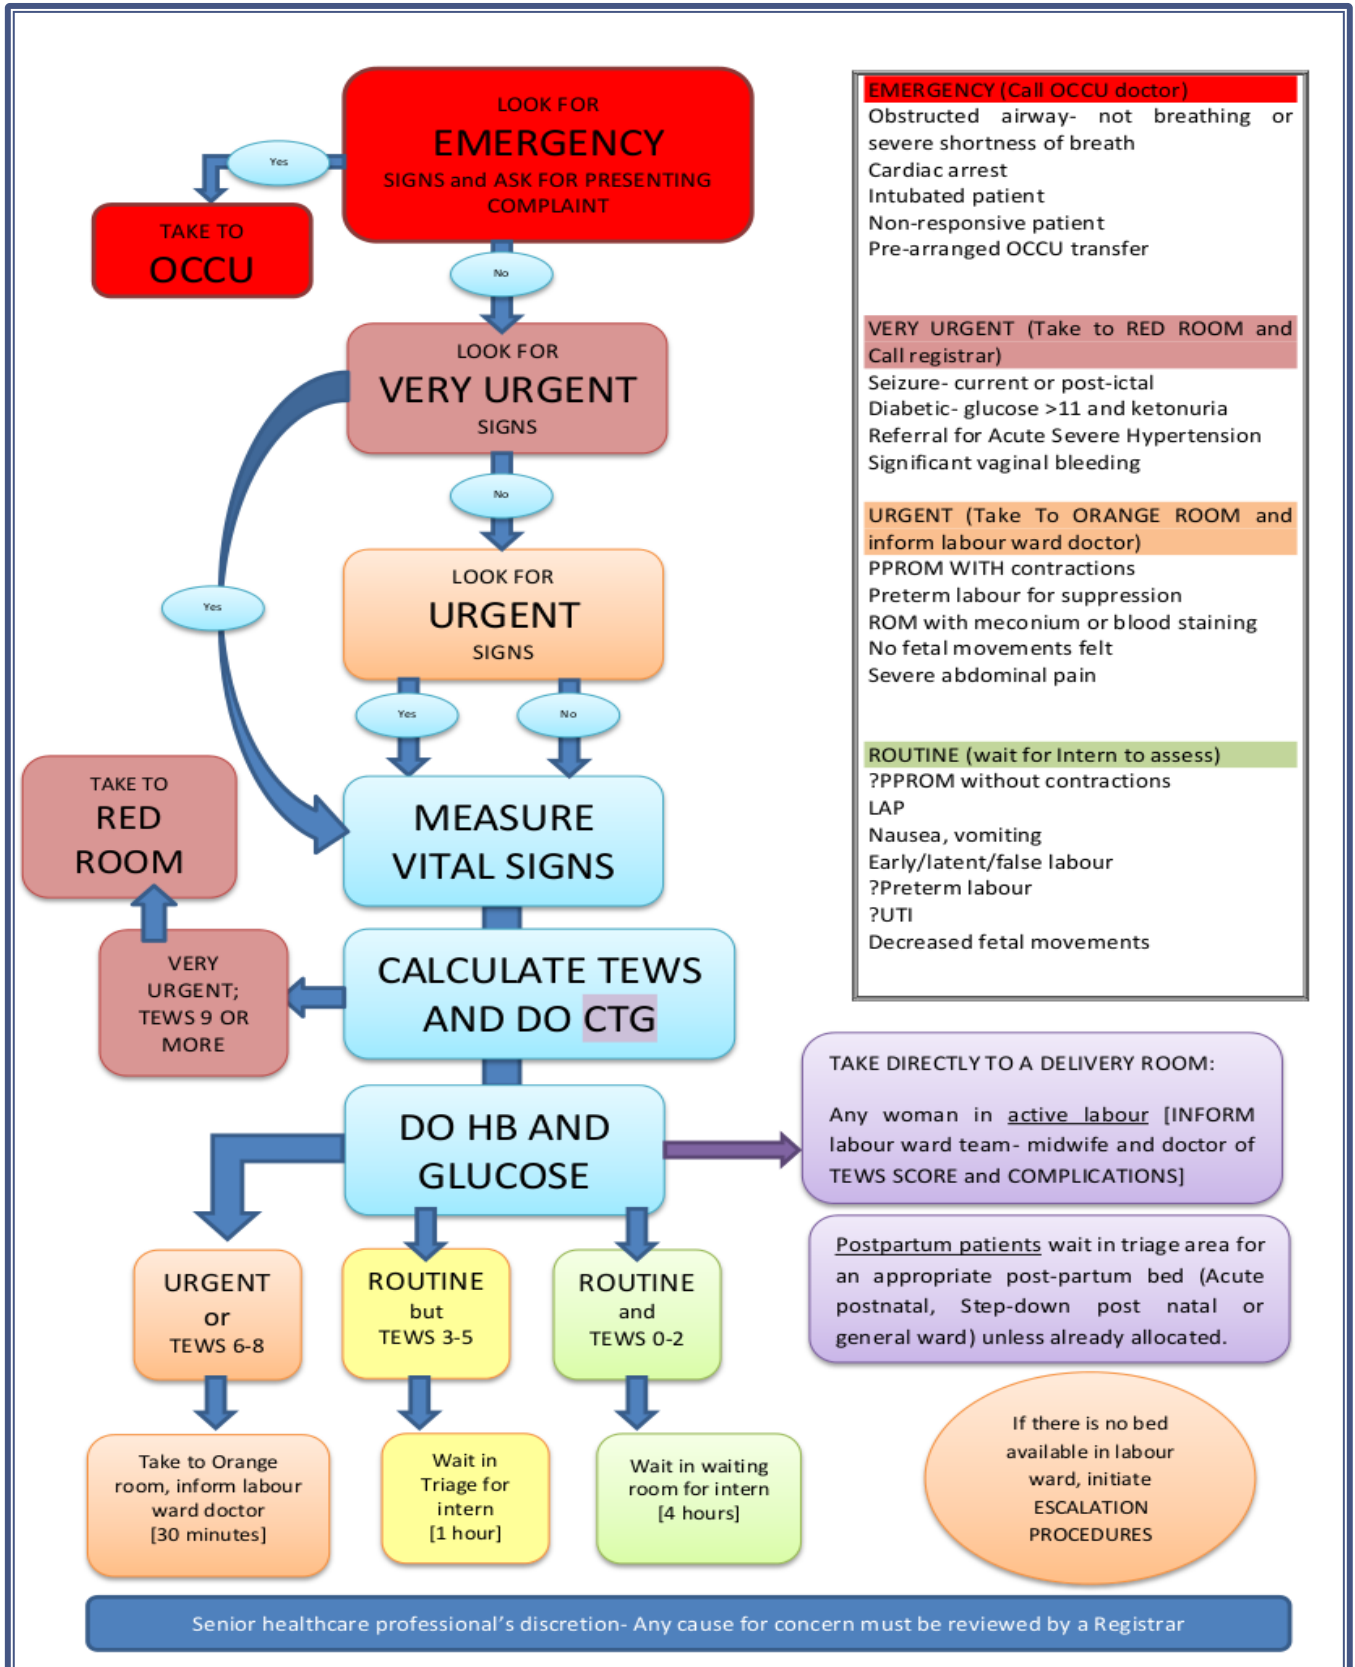 LOOK FOR
EMERGENCY
SIGNS and ASK FOR PRESENTING
COMPLAINT
Yes
TAKE TO
OCCU
No
LOOK FOR
VERY URGENT
SIGNS
No
Yes
LOOK FOR
URGENT
SIGNS
Yes
No
MEASURE
VITAL SIGNS
CALCULATE TEWS
AND DO CTG
VERY
URGENT;
TEWS 9 OR
MORE
TAKE TO
RED
ROOM
DO HB AND
GLUCOSE
URGENT
or
TEWS 6-8
ROUTINE
but
TEWS 3-5
ROUTINE
and
TEWS 0-2
Take to Orange
room, inform labour
ward doctor
[30 minutes]
Wait in
Triage for
intern
[1 hour]
Wait in waiting
room for intern
[4 hours]
EMERGENCY (Call OCCU doctor)
Obstructed airway- not breathing or
severe shortness of breath
Cardiac arrest
Intubated patient
Non-responsive patient
Pre-arranged OCCU transfer
VERY URGENT (Take to RED ROOM and
Call registrar)
Seizure- current or post-ictal
Diabetic- glucose >11 and ketonuria
Referral for Acute Severe Hypertension
Significant vaginal bleeding
URGENT (Take To ORANGE ROOM and
inform labour ward doctor)
PPROM WITH contractions
Preterm labour for suppression
ROM with meconium or blood staining
No fetal movements felt
Severe abdominal pain
ROUTINE (wait for Intern to assess)
?PPROM without contractions
LAP
Nausea, vomiting
Early/latent/false labour
?Preterm labour
?UTI
Decreased fetal movements
TAKE DIRECTLY TO A DELIVERY ROOM:
Any woman in active labour [INFORM
labour ward team- midwife and doctor of
TEWS SCORE and COMPLICATIONS]
Postpartum patients wait in triage area for
an appropriate post-partum bed (Acute
postnatal, Step-down post natal or
general ward) unless already allocated.
If there is no bed
available in labour
ward, initiate
ESCALATION
PROCEDURES
Senior healthcare professional's discretion- Any cause for concern must be reviewed by a Registrar